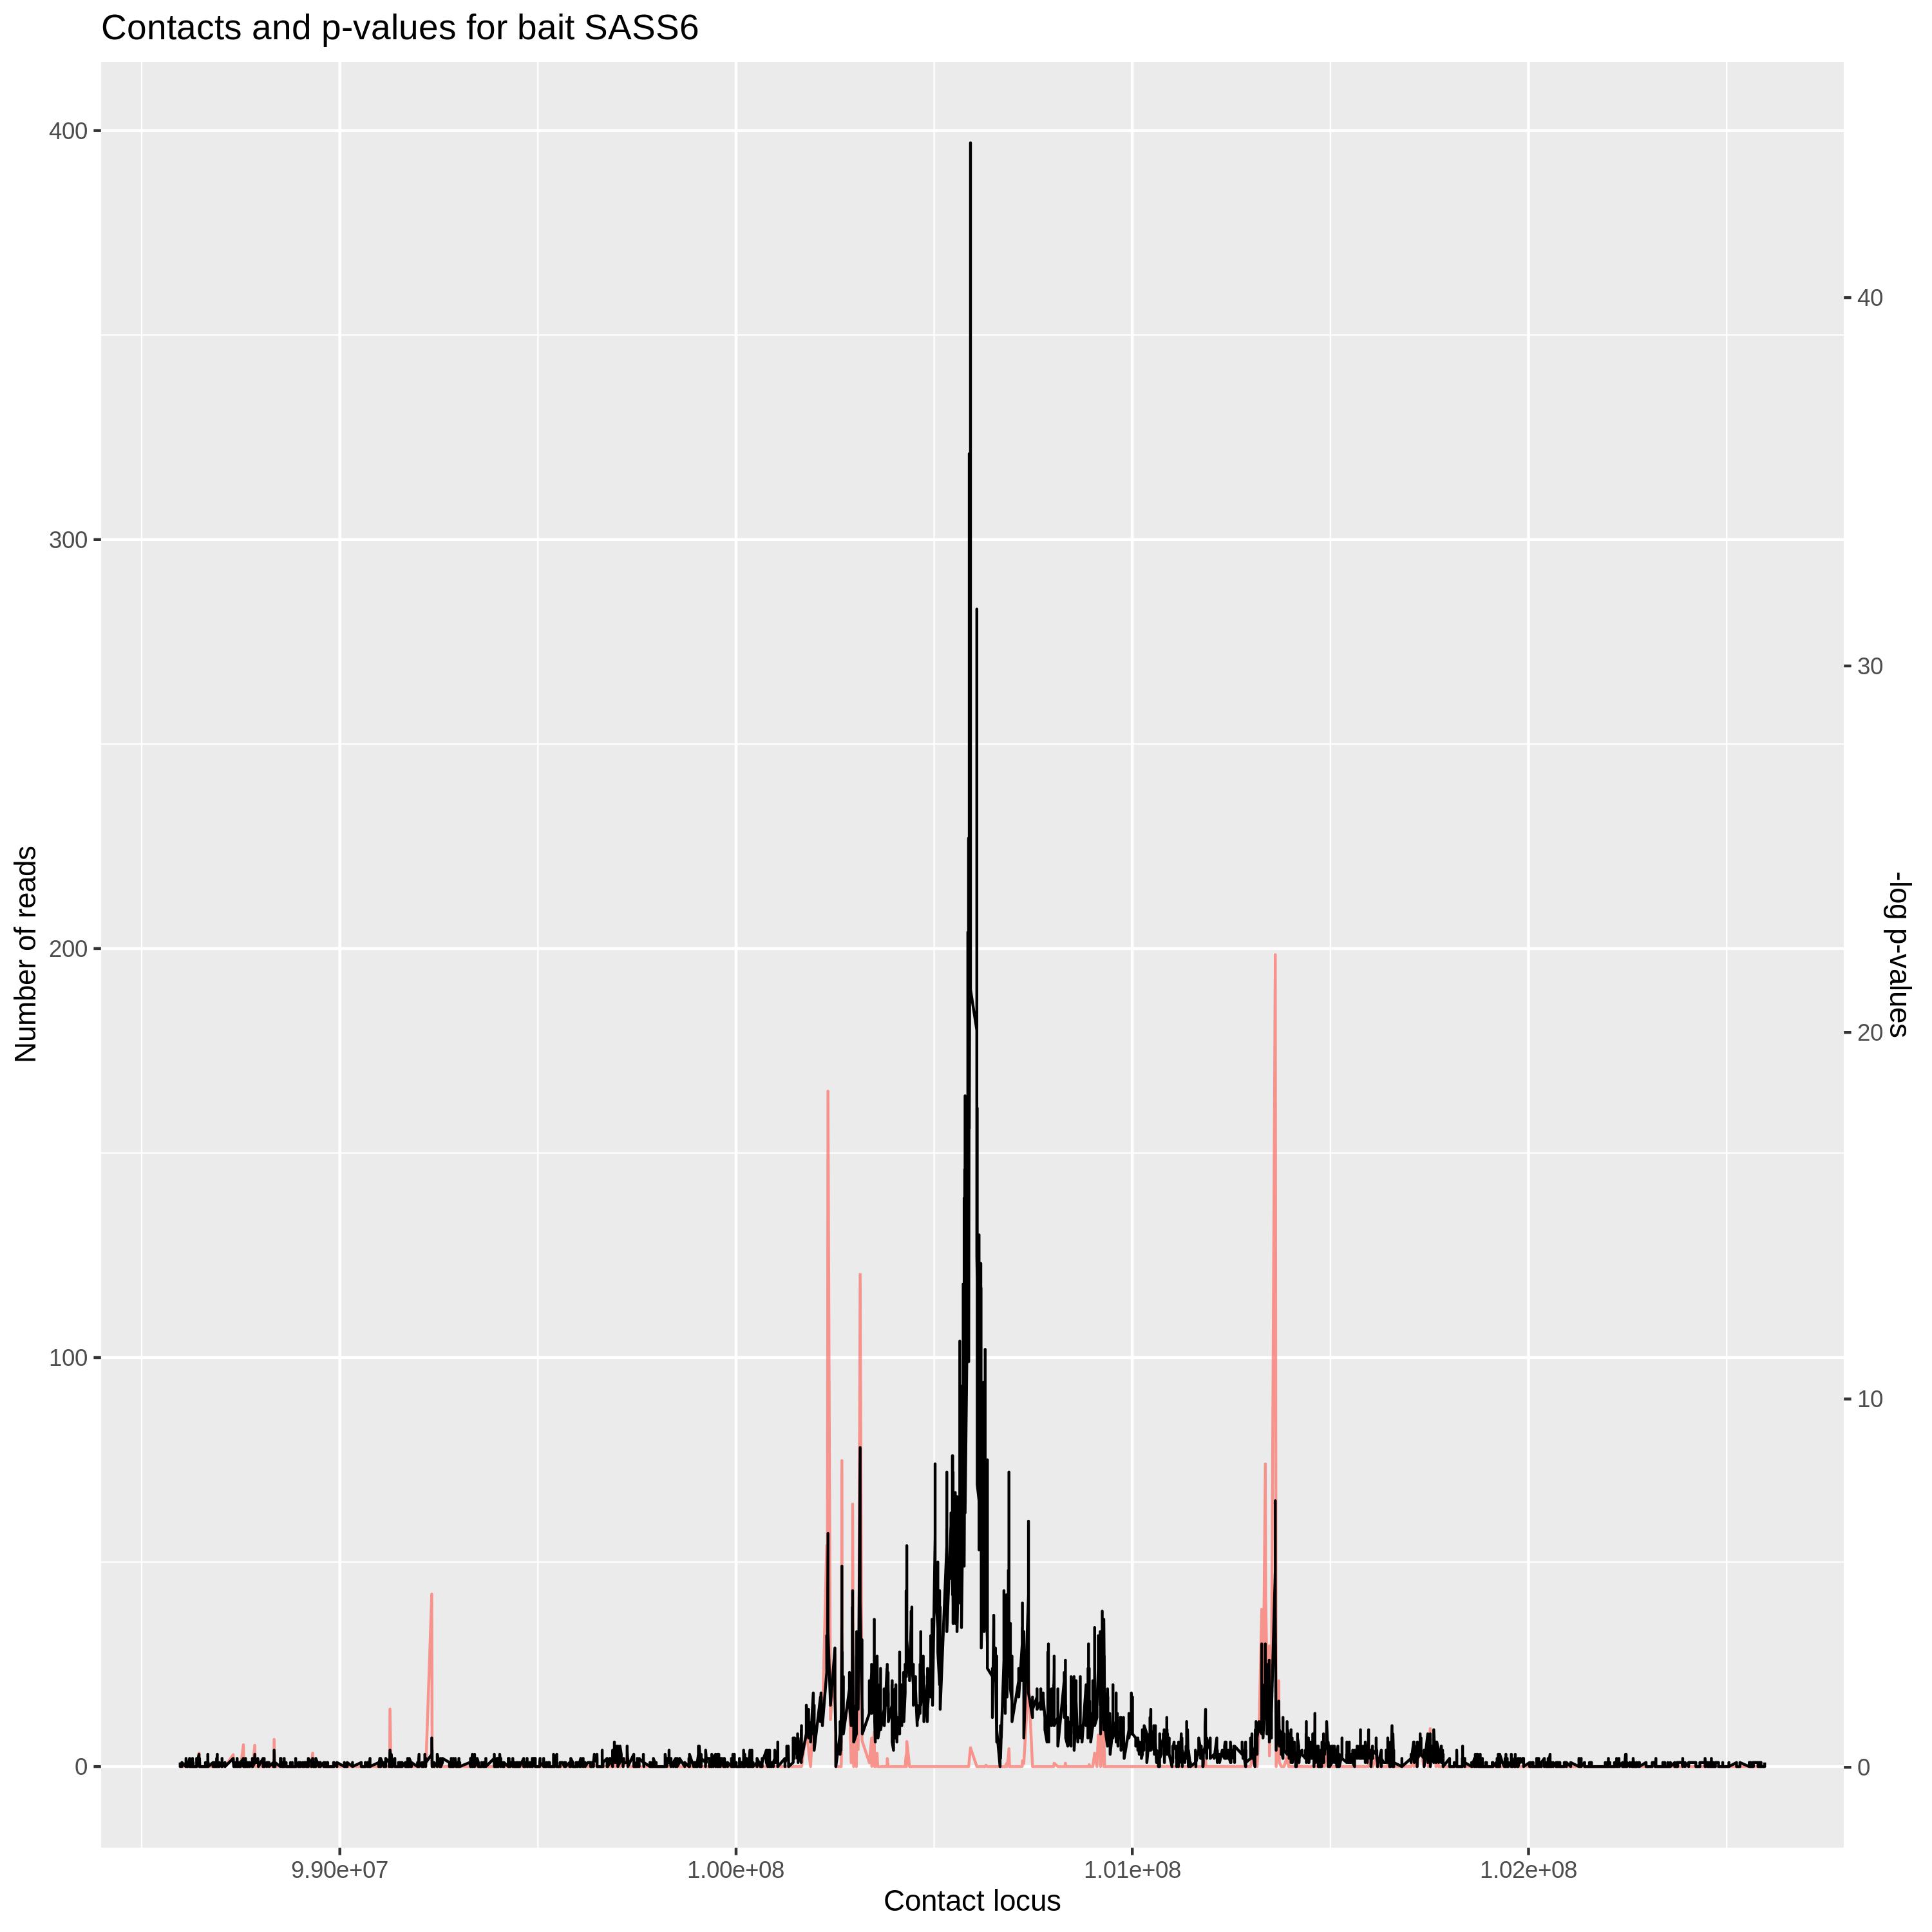 Contacts and p-values for bait SASS6
400
300
200
100
0
Number of reads
40
30
20
10
0
-log p-values
9.90e+07
1.00e+08
1.01e+08
1.02e+08
Contact locus